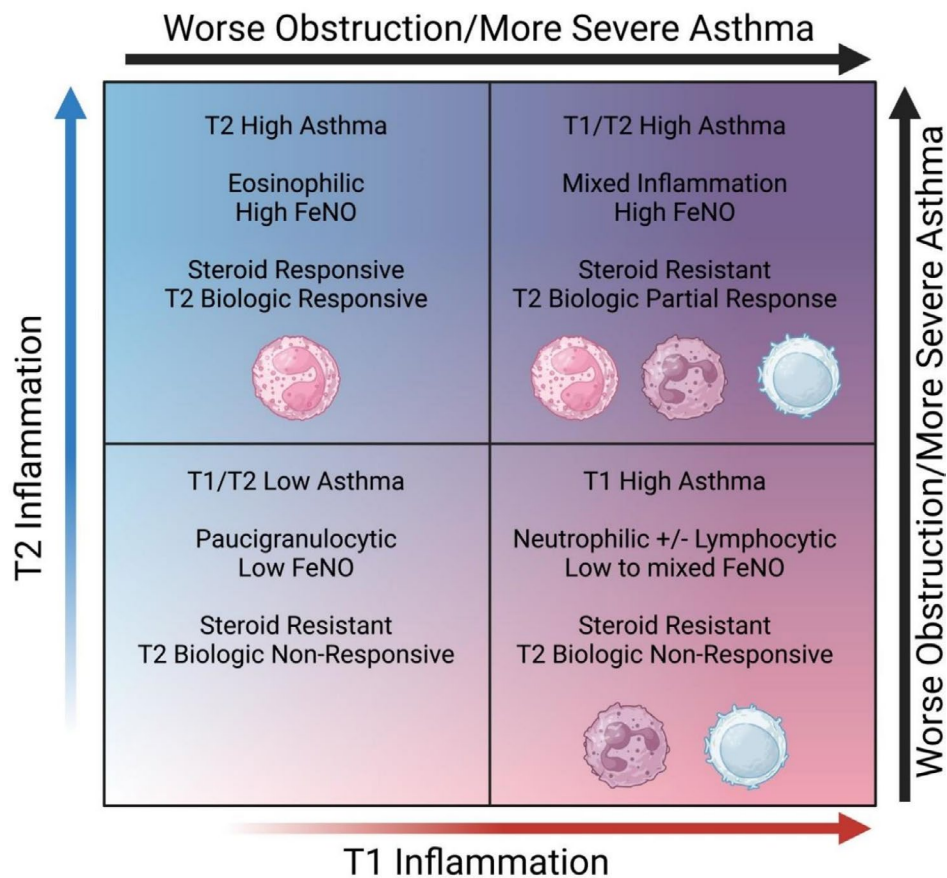 Worse Obstruction/More Severe Asthma
T2 High Asthma
Eosinophilic
High FeNO
Steroid Responsive
T2 Biologic Responsive
T1/T2 High Asthma
Mixed Inflammation
High FeNO
Steroid Resistant
T2 Biologic Partial Response
T1/T2 Low Asthma
Paucigranulocytic
Low FeNO
Steroid Resistant
T2 Biologic Non-Responsive
T1 High Asthma
Neutrophilic +/- Lymphocytic
Low to mixed FeNO
Steroid Resistant
T2 Biologic Non-Responsive
T2 Inflammation
Worse Obstruction/More Severe Asthma
T1 Inflammation